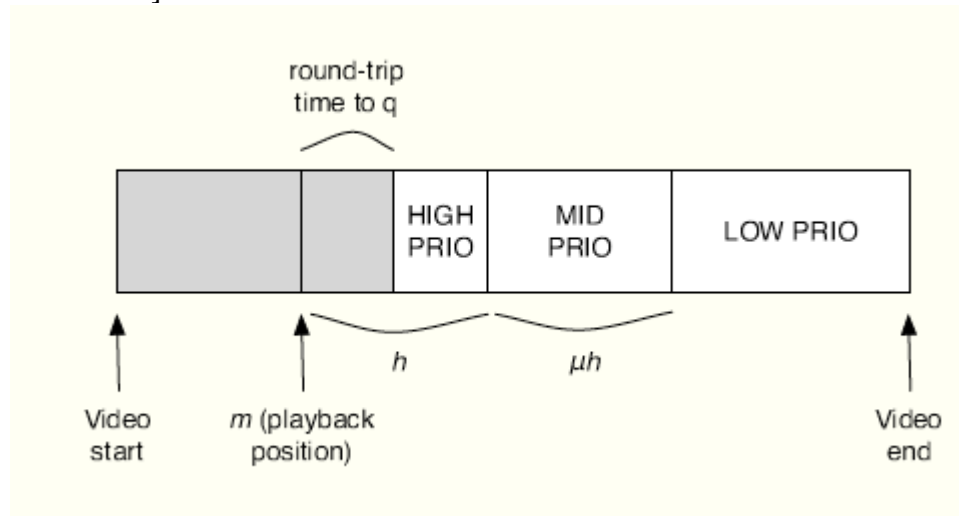 ]
round-trip
time to q
HIGH
PRIO
MID
PRIO
LOW PRIO
h
μh
Video
start
m (playback
position)
Video
end